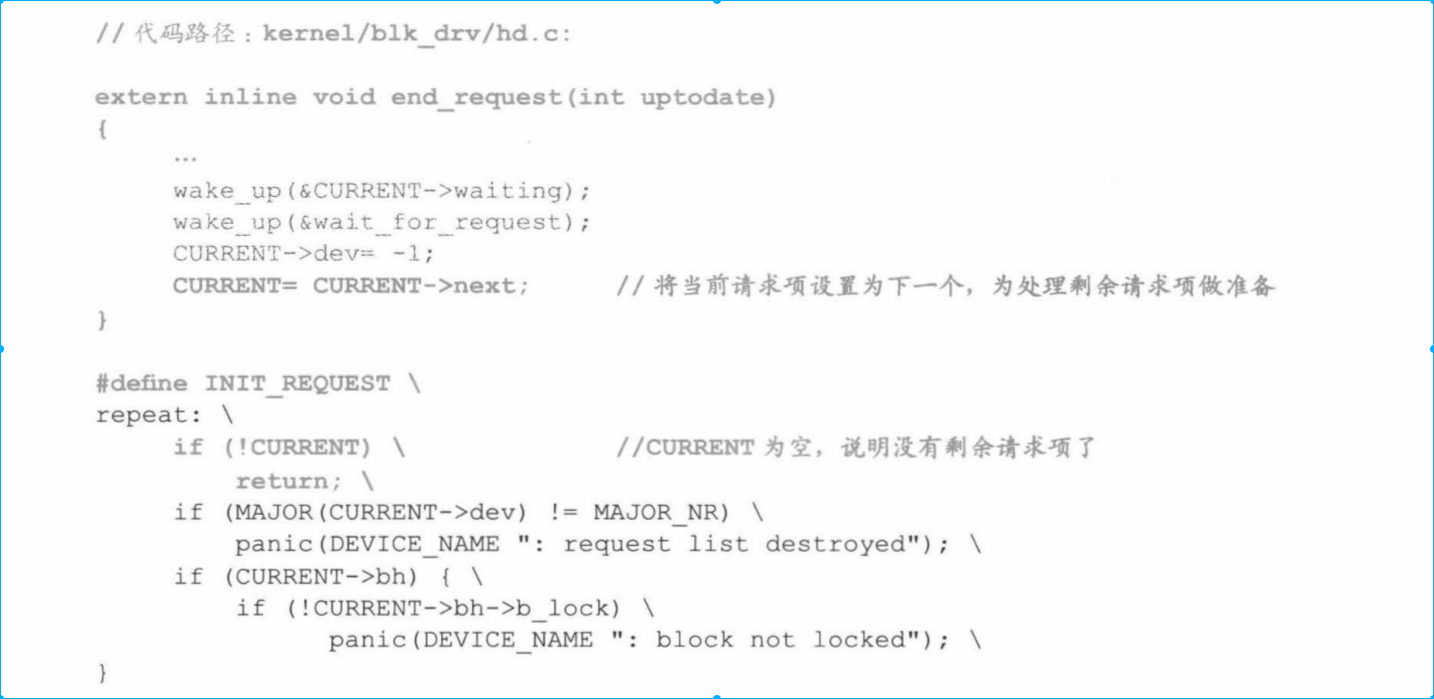 // 代码路径：kernel/blk_drv/hd.c:
extern inline void end_request(int uptodate)
{
…
wake_up(&CURRENT->waiting);
wake_up(&wait_for_request);
CURRENT->dev= -1;
CURRENT= CURRENT->next; // 将当前请求项设置为下一个，为处理剩余请求项做准备
}
#define INIT_REQUEST \
repeat: \
if (!CURRENT) \ //CURRENT 为空，说明没有剩余请求项了
return; \
if (MAJOR(CURRENT->dev) != MAJOR_NR) \
panic(DEVICE_NAME ": request list destroyed"); \
if (CURRENT->bh) { \
if (!CURRENT->bh->b_lock) \
panic(DEVICE_NAME ": block not locked"); \
}